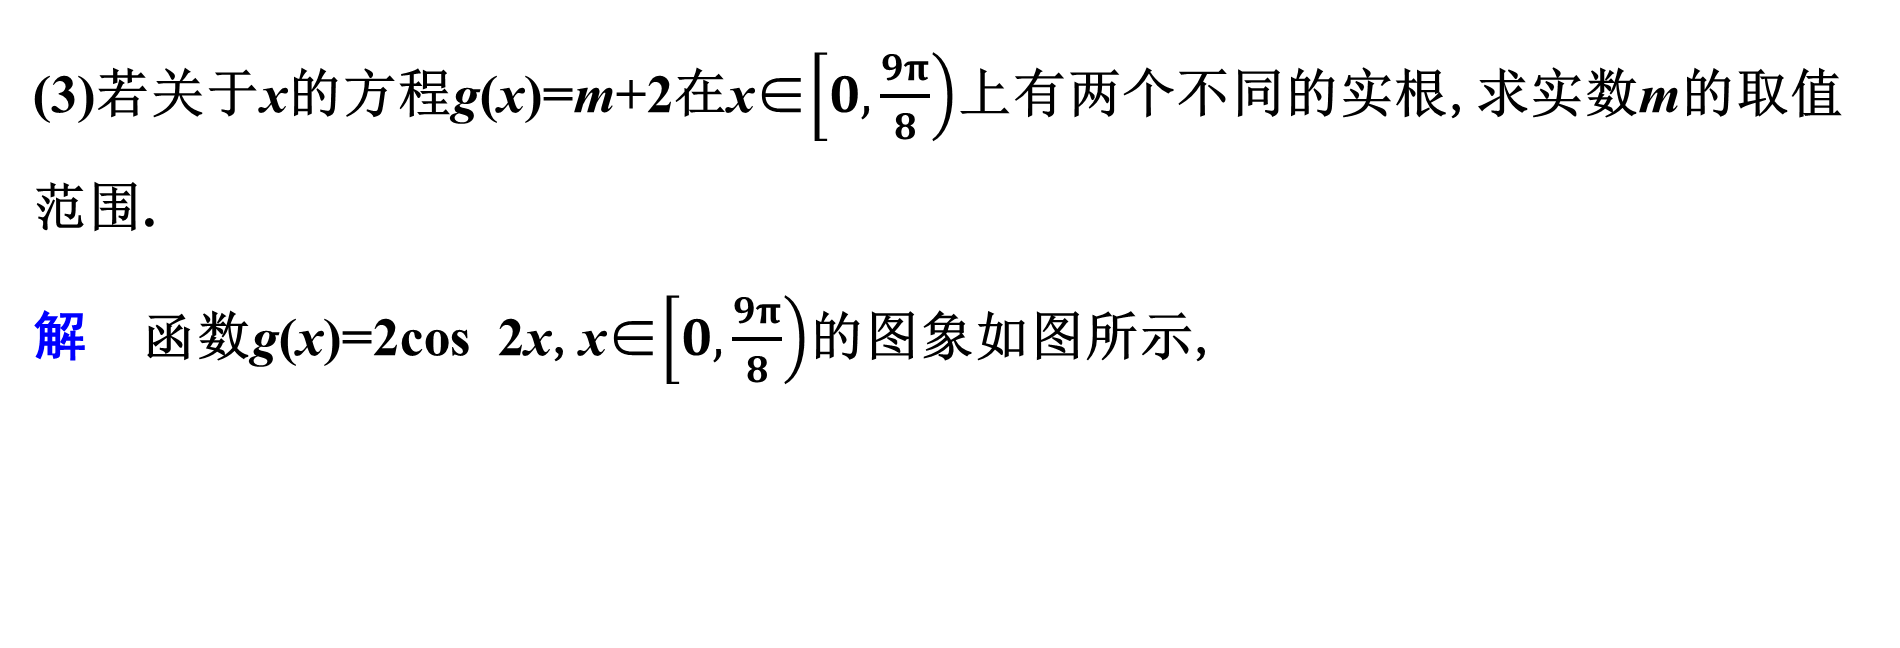 (3)若关于x的方程g(x)=m+2在x∈[0,9π/8)上有两个不同的实根,求实数m的取值
范围.
解 函数g(x)=2cos 2x,x∈[0,9π/8)的图象如图所示,